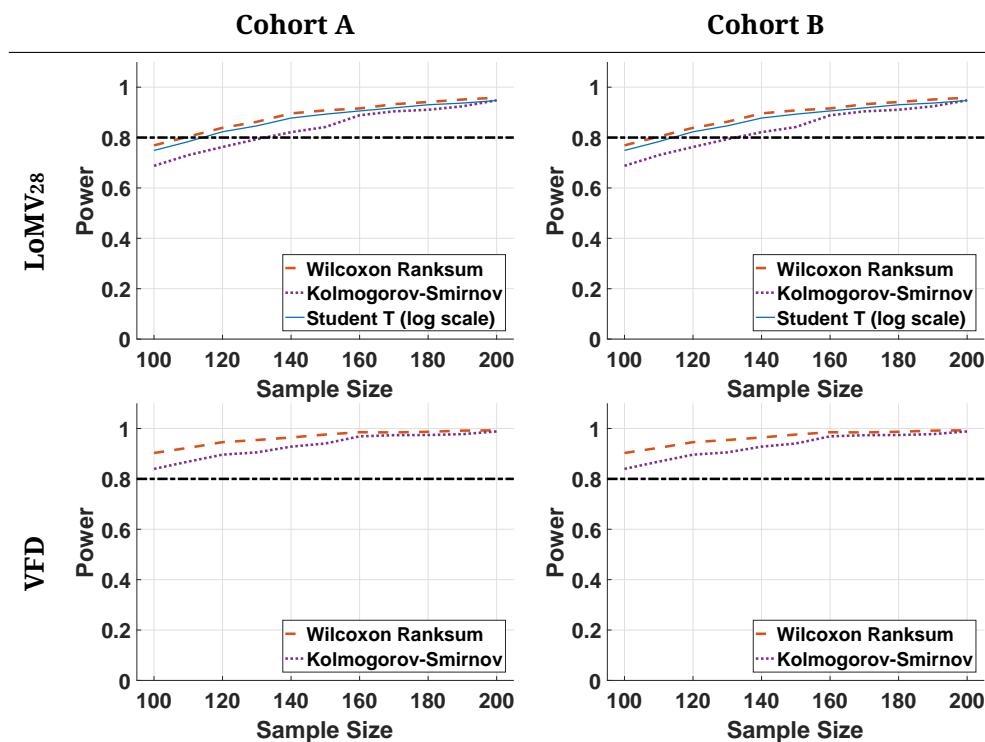 Cohort A
Cohort B
LoMV28
Power
1
0.8
0.6
0.4
0.2
0
Wilcoxon Ranksum
Kolmogorov-Smirnov
Student T (log scale)
100 120 140 160 180 200
Sample Size
Power
1
0.8
0.6
0.4
0.2
0
Wilcoxon Ranksum
Kolmogorov-Smirnov
Student T (log scale)
100 120 140 160 180 200
Sample Size
VFD
Power
1
0.8
0.6
0.4
0.2
0
Wilcoxon Ranksum
Kolmogorov-Smirnov
100 120 140 160 180 200
Sample Size
Power
1
0.8
0.6
0.4
0.2
0
Wilcoxon Ranksum
Kolmogorov-Smirnov
100 120 140 160 180 200
Sample Size